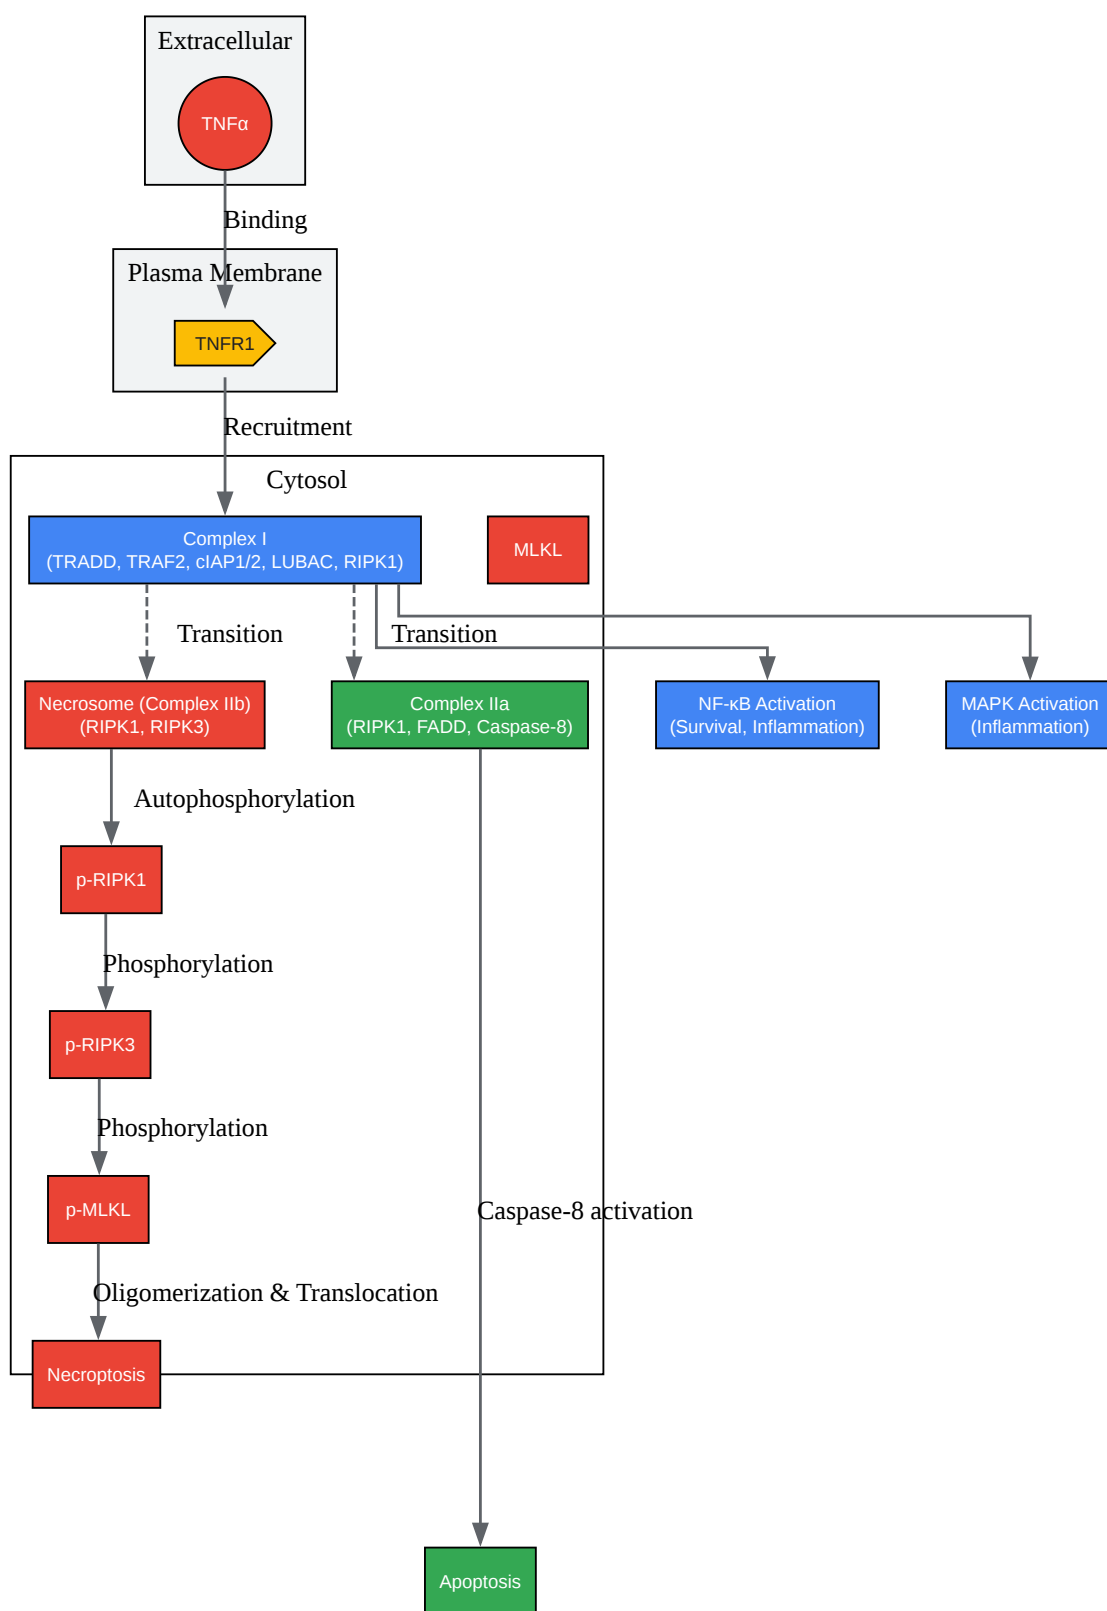 Extracellular
TNFα
Binding
Plasma Membrane
TNFR1
Recruitment
Cytosol
Complex I
(TRADD, TRAF2, cIAP1/2, LUBAC, RIPK1)
MLKL
Transition
Transition
Necrosome (Complex IIb)
(RIPK1, RIPK3)
Complex IIa
(RIPK1, FADD, Caspase-8)
NF-κB Activation
(Survival, Inflammation)
MAPK Activation
(Inflammation)
Autophosphorylation
p-RIPK1
Phosphorylation
p-RIPK3
Phosphorylation
p-MLKL
Caspase-8 activation
Oligomerization & Translocation
Necroptosis
Apoptosis